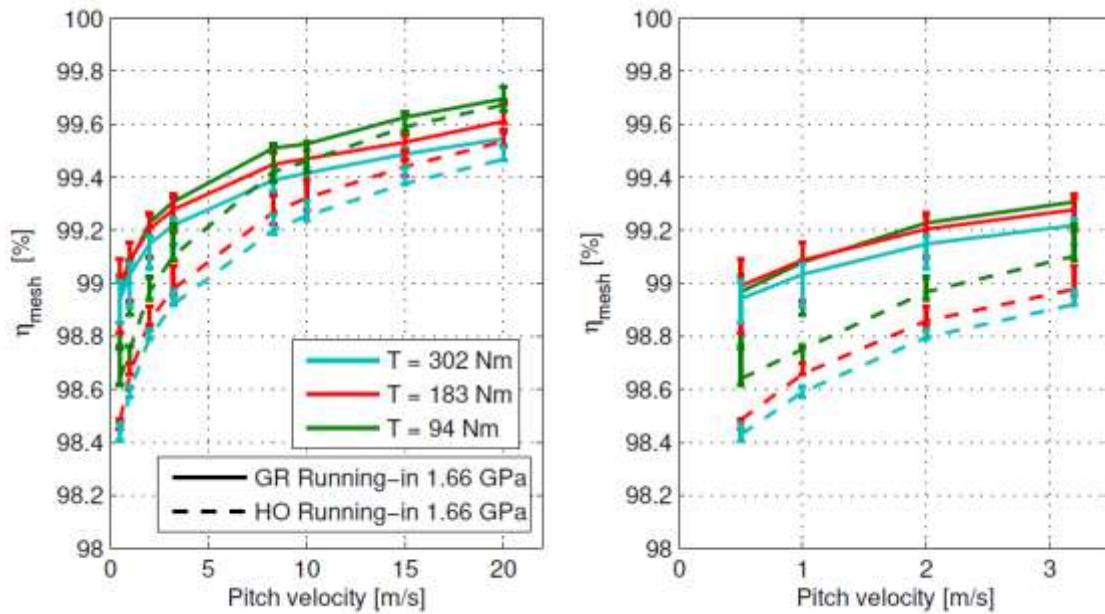 100
99.8
99.6
99.4
99.2
99
98.8
98.6
98.4
98.2
98
ηmesh [%]
T = 302 Nm
T = 183 Nm
T = 94 Nm
GR Running−in 1.66 GPa
HO Running−in 1.66 GPa
0 5 10 15 20
Pitch velocity [m/s]
100
99.8
99.6
99.4
99.2
99
98.8
98.6
98.4
98.2
98
ηmesh [%]
0 1 2 3
Pitch velocity [m/s]